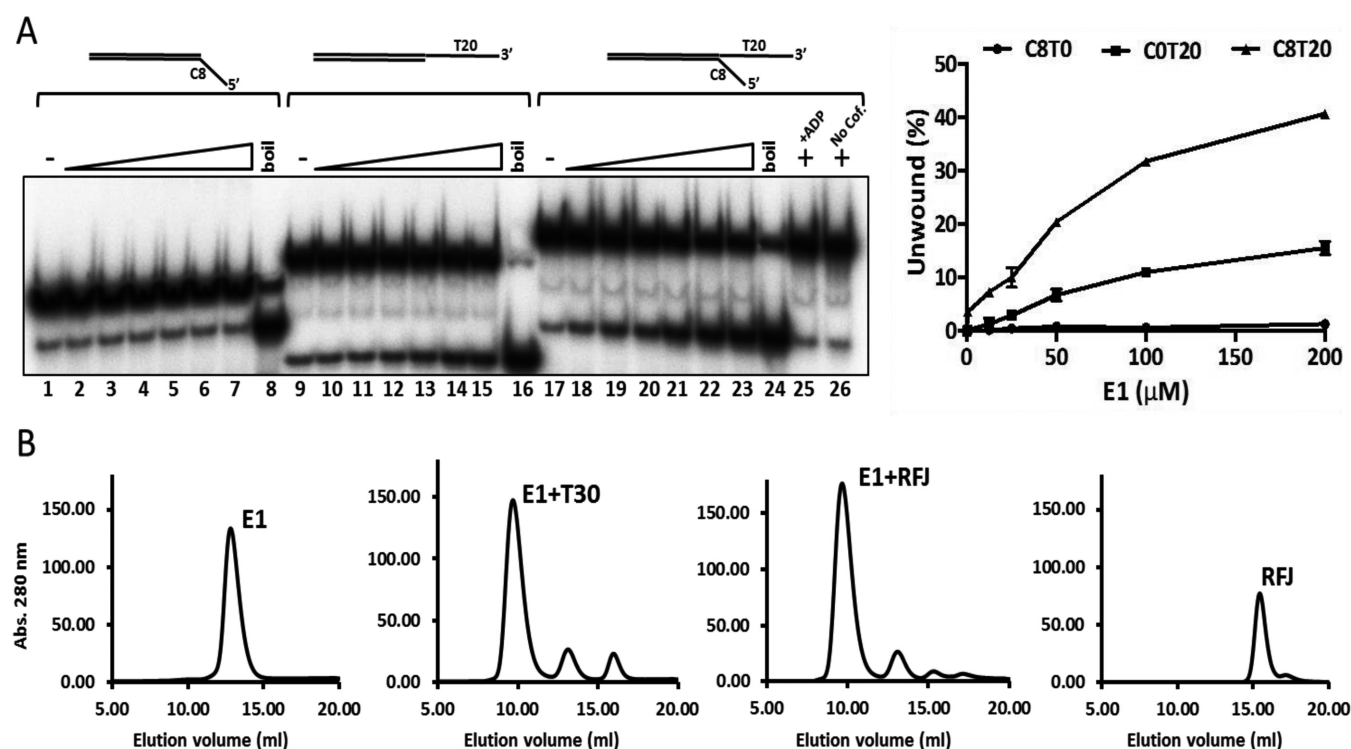 A
T20 T20
3’ 3’
C8 C8
5’ 5’
- boil - boil - boil +ADP No Cof.
+ +
1 2 3 4 5 6 7 8 9 10 11 12 13 14 15 16 17 18 19 20 21 22 23 24 25 26
C8T0 C0T20 C8T20
Unwound (%)
50
40
30
20
10
0
0 50 100 150 200
E1 (μM)
B
Abs. 280 nm
150.00
100.00
50.00
0.00
E1
5.00 10.00 15.00 20.00
Elution volume (ml)
150.00
100.00
50.00
0.00
E1+T30
5.00 10.00 15.00 20.00
Elution volume (ml)
150.00
100.00
50.00
0.00
E1+RFJ
5.00 10.00 15.00 20.00
Elution volume (ml)
150.00
100.00
50.00
0.00
RFJ
5.00 10.00 15.00 20.00
Elution volume (ml)